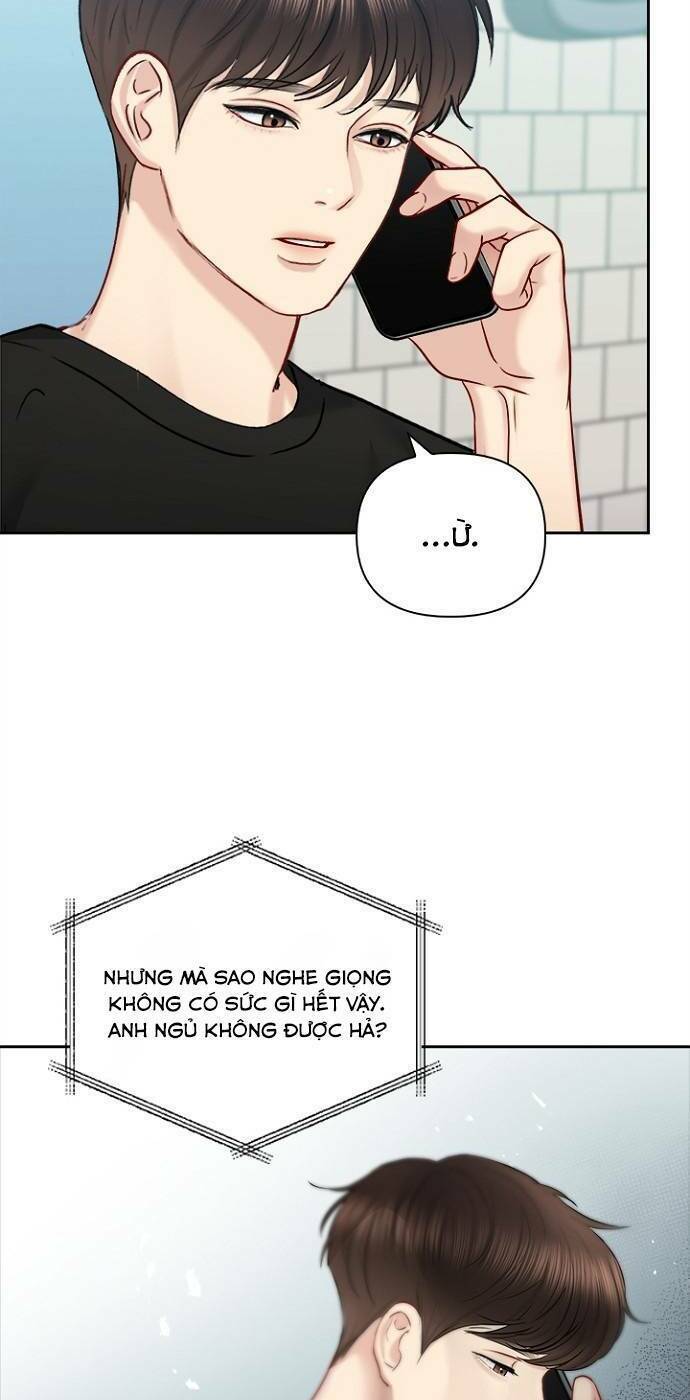 ...Ừ.
NHƯNG MÀ SAO NGHE GIỌNG
KHÔNG CÓ SỨC GÌ HẾT VẬY.
ANH NGỦ KHÔNG ĐƯỢC HẢ?